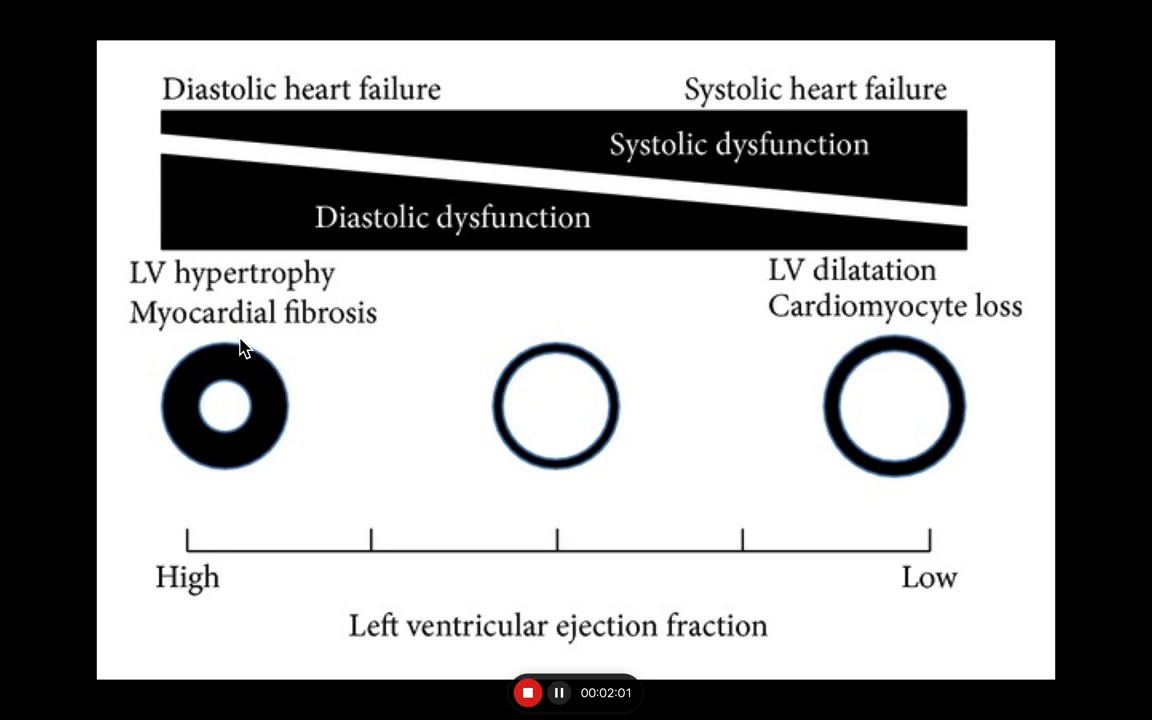 Diastolic heart failure
Systolic heart failure
Systolic dysfunction
Diastolic dysfunction
LV hypertrophy
Myocardial fibrosis
LV dilatation
Cardiomyocyte loss
High
Low
Left ventricular ejection fraction
00:02:01